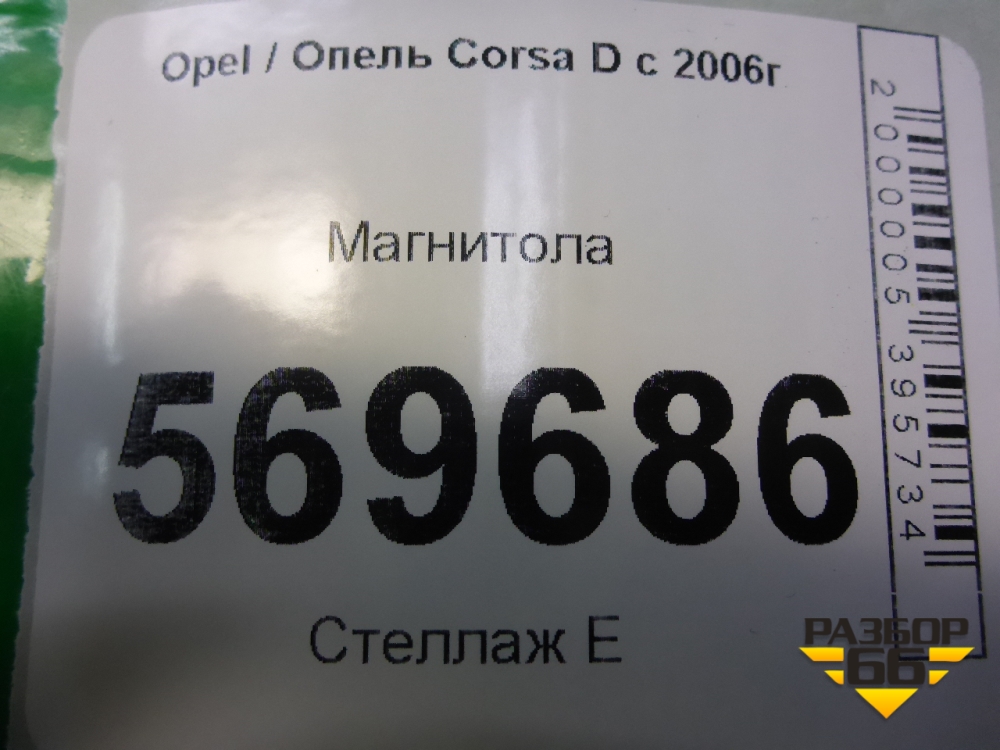 Opel / Опель Corsa D с 2006г
Магнитола
569686
Стеллаж Е
2000005395734
РАЗБОР
66